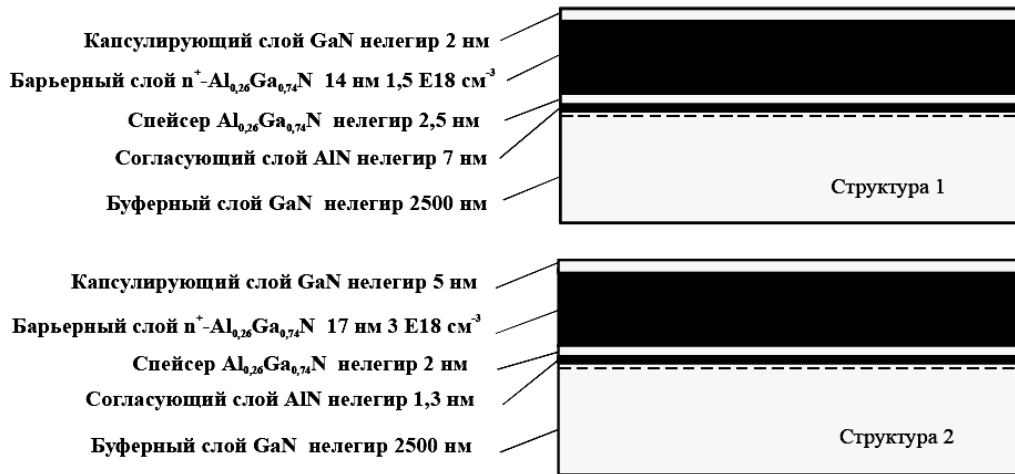 Капсулирующий слой GaN нелегир 2 нм
Барьерный слой n⁺-Al₀,₂₆Ga₀,₇₄N 14 нм 1,5 E18 см⁻³
Спейсер Al₀,₂₆Ga₀,₇₄N нелегир 2,5 нм
Согласующий слой AlN нелегир 7 нм
Буферный слой GaN нелегир 2500 нм
Структура 1
Капсулирующий слой GaN нелегир 5 нм
Барьерный слой n⁺-Al₀,₂₆Ga₀,₇₄N 17 нм 3 E18 см⁻³
Спейсер Al₀,₂₆Ga₀,₇₄N нелегир 2 нм
Согласующий слой AlN нелегир 1,3 нм
Буферный слой GaN нелегир 2500 нм
Структура 2